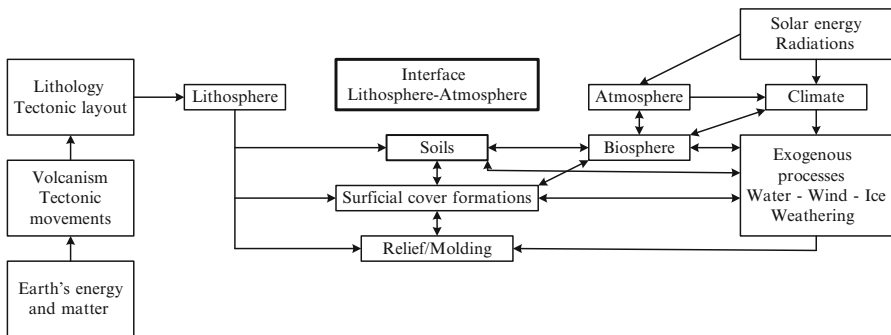 Solar energy
Radiations
Lithology
Tectonic layout
Lithosphere
Interface
Lithosphere-Atmosphere
Atmosphere
Climate
Soils
Biosphere
Exogenous
processes
Water - Wind - Ice
Weathering
Volcanism
Tectonic
movements
Surficial cover formations
Relief/Molding
Earth's energy
and matter